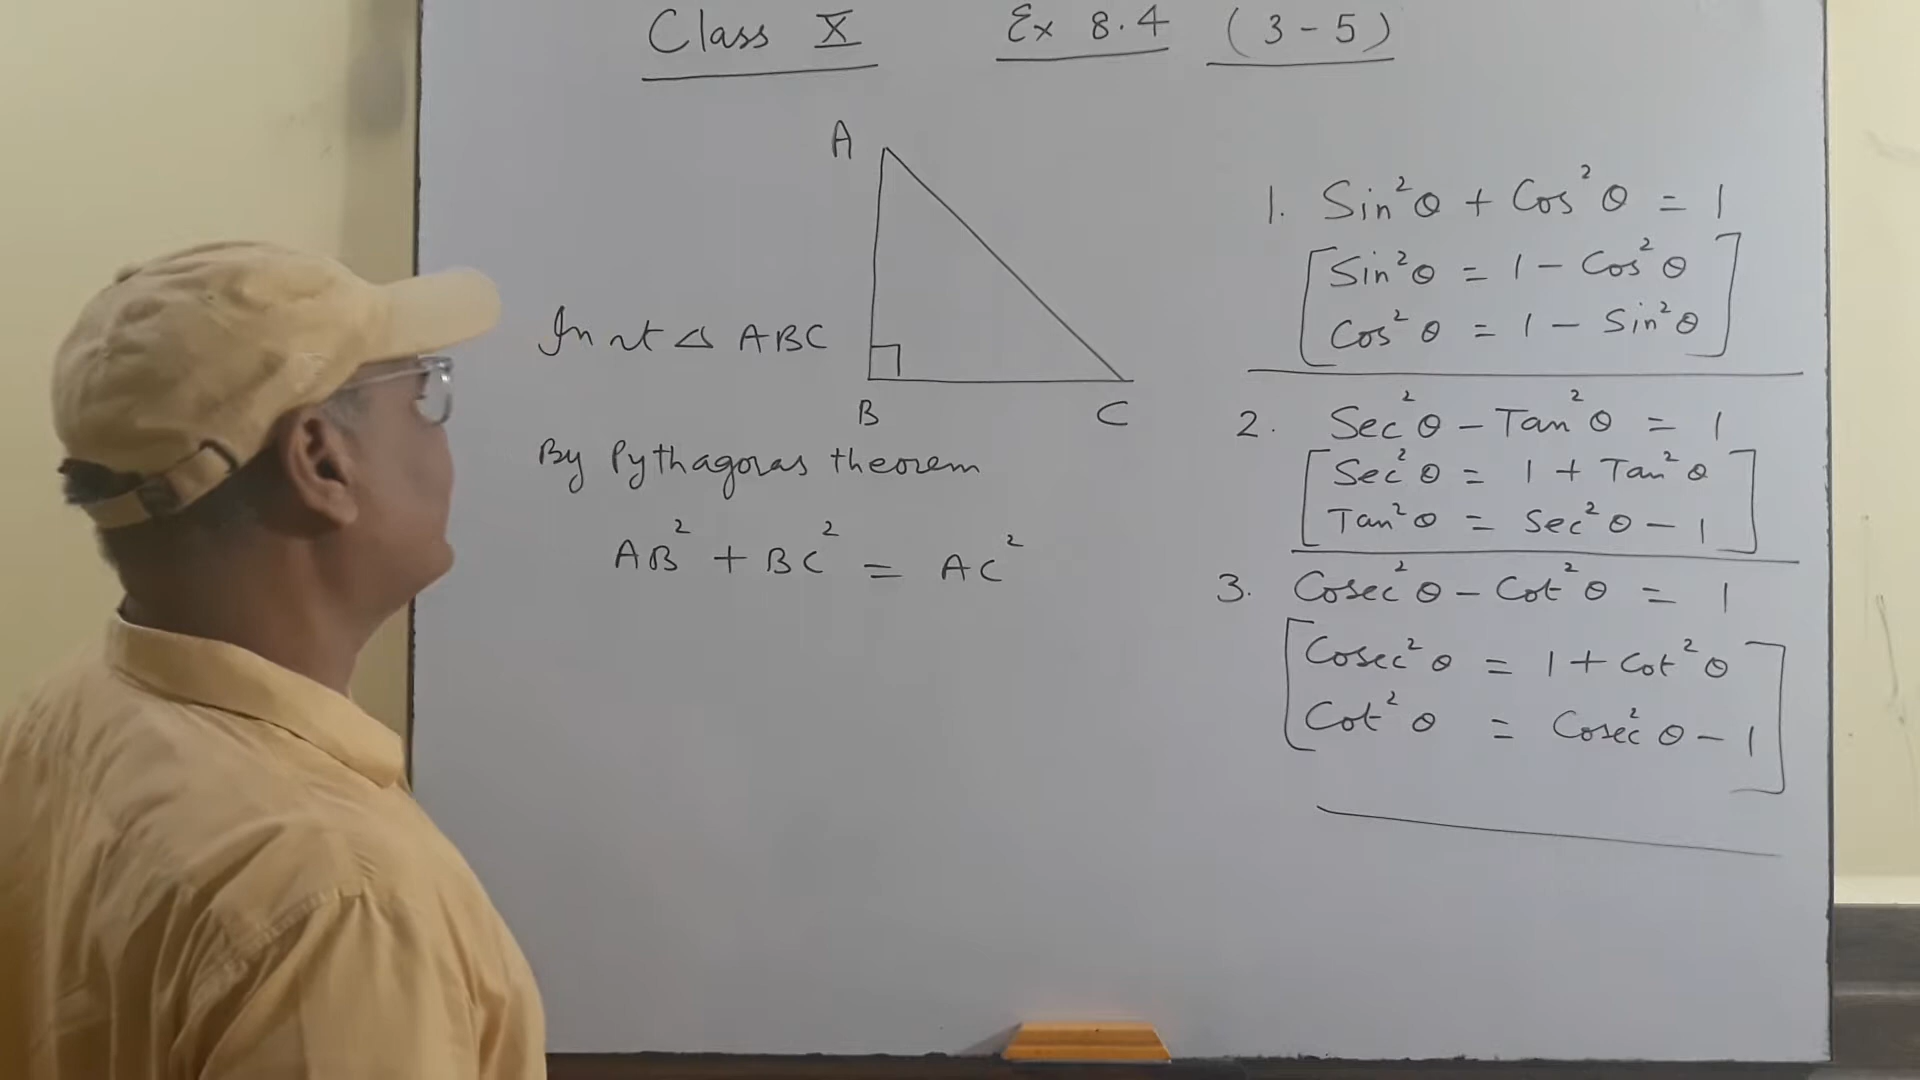 Class X Ex 8.4 (3-5)
A
B
C
In rt △ ABC
By Pythagoras theorem
AB² + BC² = AC²
1. Sin²θ + Cos²θ = 1
Sin²θ = 1 - Cos²θ
Cos²θ = 1 - Sin²θ
2. Sec²θ - Tan²θ = 1
Sec²θ = 1 + Tan²θ
Tan²θ = Sec²θ - 1
3. Cosec²θ - Cot²θ = 1
Cosec²θ = 1 + Cot²θ
Cot²θ = Cosec²θ - 1